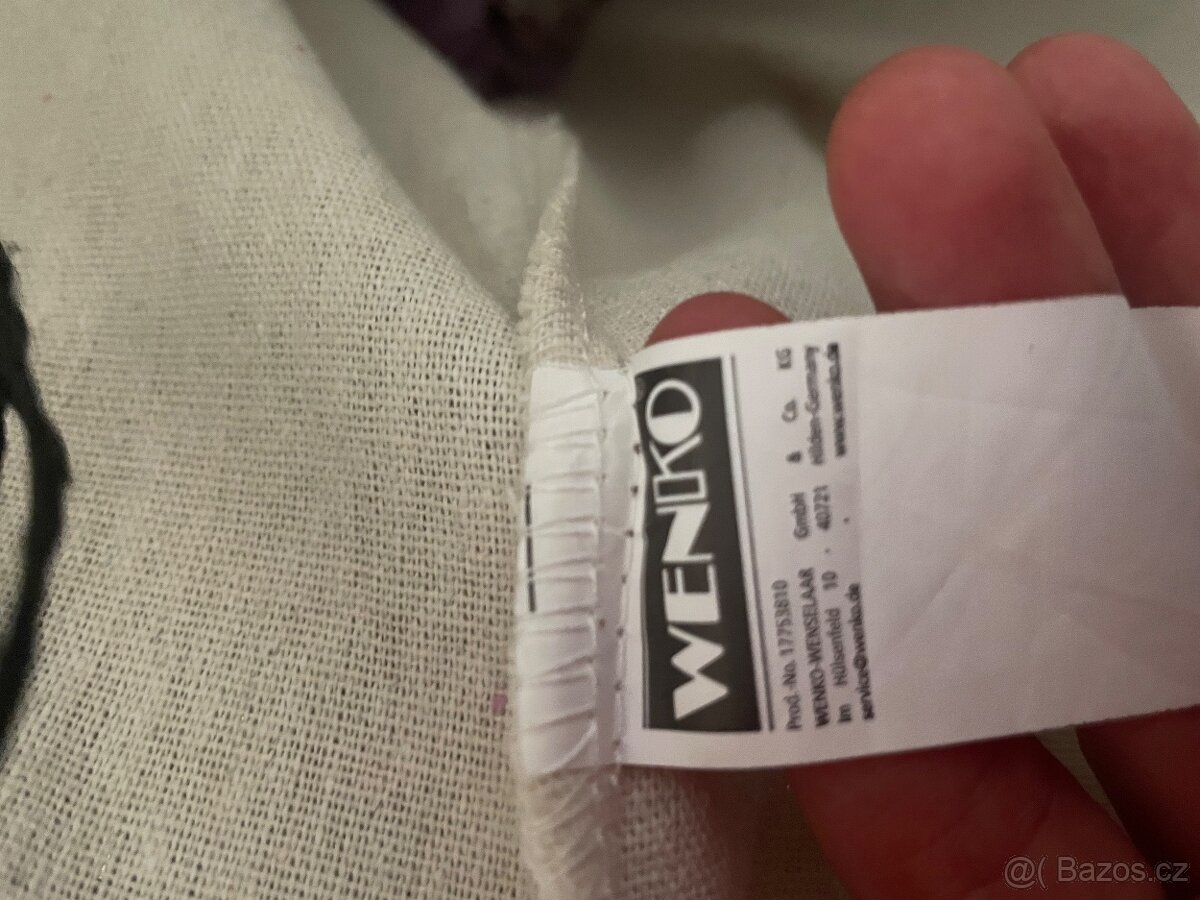 WENKO
Prod.-No. 17753810
WENKO-WENSELAAR GmbH & Co. KG
Im Hülsenfeld 10 . 40721 Hilden-Germany
service@wenko.de . www.wenko.de
@( Bazos.cz